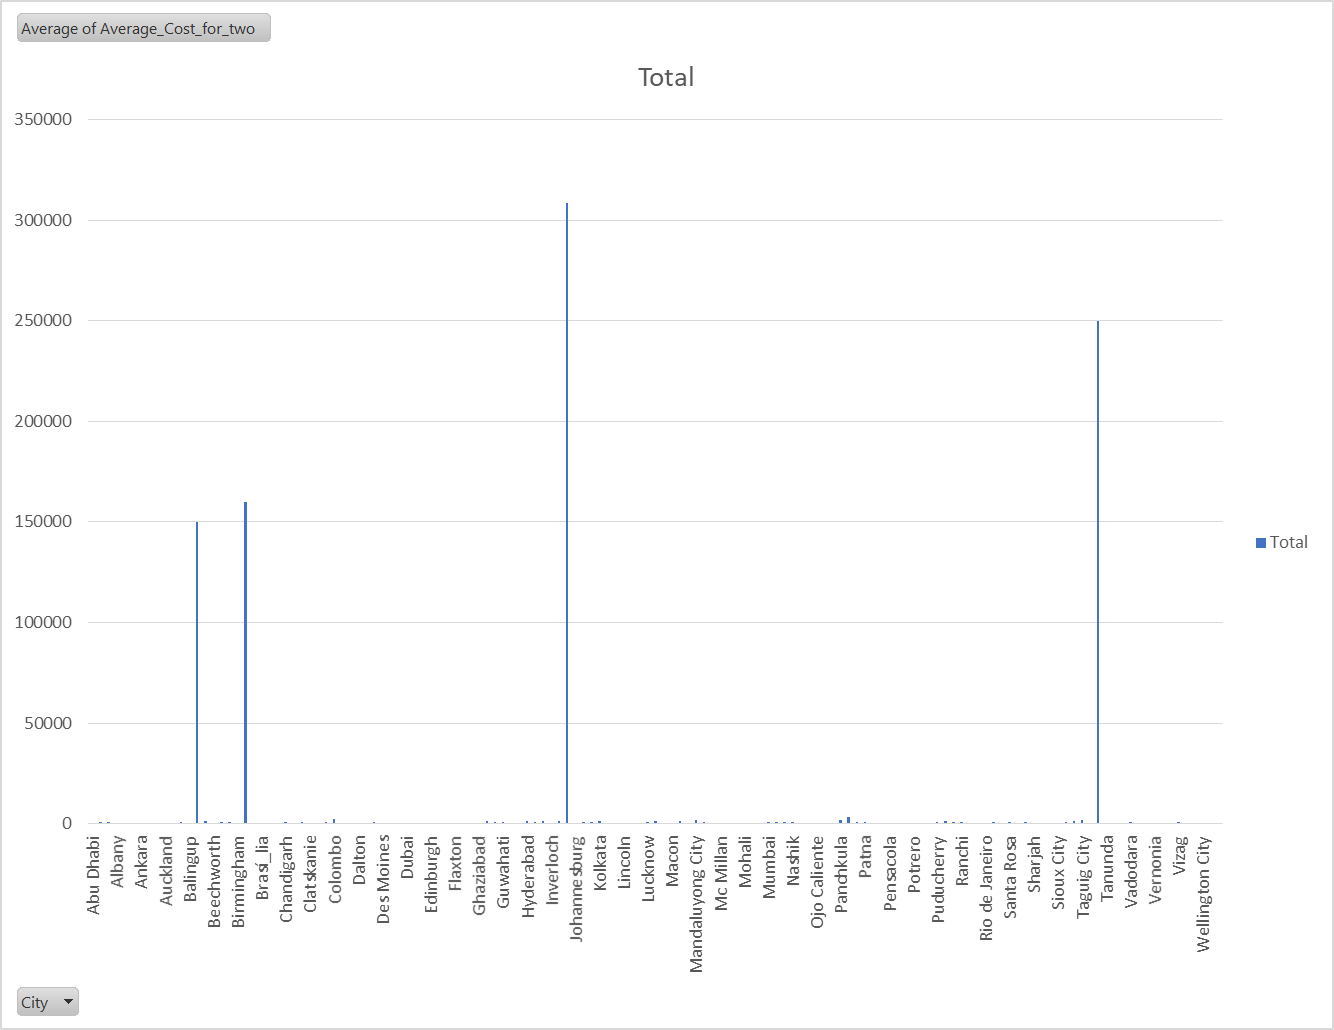 Average of Average_Cost_for_two
Total
350000
300000
250000
200000
150000
100000
50000
0
Total
Abu Dhabi
Albany
Ankara
Auckland
Balingup
Beechworth
Birmingham
Brasí_lia
Chandigarh
Clatskanie
Colombo
Dalton
Des Moines
Dubai
Edinburgh
Flaxton
Ghaziabad
Guwahati
Hyderabad
Inverloch
Johannesburg
Kolkata
Lincoln
Lucknow
Macon
Mandaluyong City
Mc Millan
Mohali
Mumbai
Nashik
Ojo Caliente
Panchkula
Patna
Pensacola
Potrero
Puducherry
Ranchi
Rio de Janeiro
Santa Rosa
Sharjah
Sioux City
Taguig City
Tanunda
Vadodara
Vernonia
Vizag
Wellington City
City